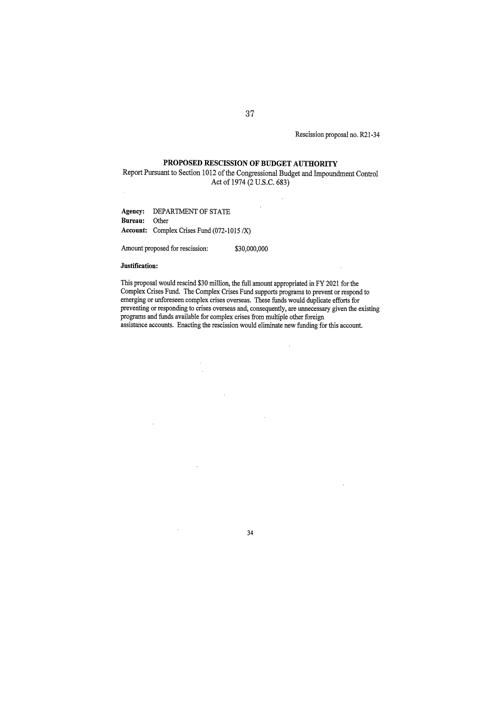 37
Rescission proposal no. R21-34
PROPOSED RESCISSION OF BUDGET AUTHORITY
Report Pursuant to Section 1012 of the Congressional Budget and Impoundment Control
Act of 1974 (2 U.S.C. 683)
Agency: DEPARTMENT OF STATE
Bureau: Other
Account: Complex Crises Fund (072-1015 /X)
Amount proposed for rescission: $30,000,000
Justification:
This proposal would rescind $30 million, the full amount appropriated in FY 2021 for the
Complex Crises Fund. The Complex Crises Fund supports programs to prevent or respond to
emerging or unforeseen complex crises overseas. These funds would duplicate efforts for
preventing or responding to crises overseas and, consequently, are unnecessary given the existing
programs and funds available for complex crises from multiple other foreign
assistance accounts. Enacting the rescission would eliminate new funding for this account.
34